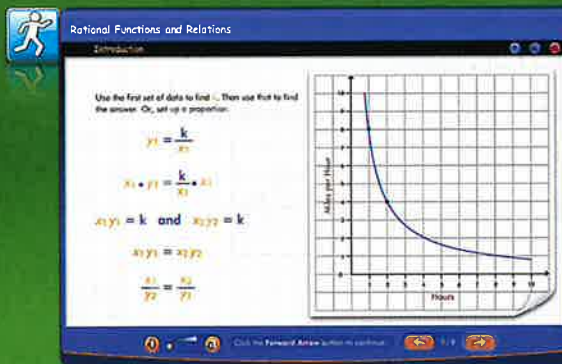 Rational Functions and Relations
Introduction
Use the first set of data to find k. Then use that to find
the answer. Or, set up a proportion.
y₁ = k/x₁
x₁ • y₁ = k/x₁ • x₁
x₁y₁ = k and x₂y₂ = k
x₁y₁ = x₂y₂
x₁/y₂ = x₂/y₁
Miles per Hour
Hours
Click the Forward Arrow button to continue.